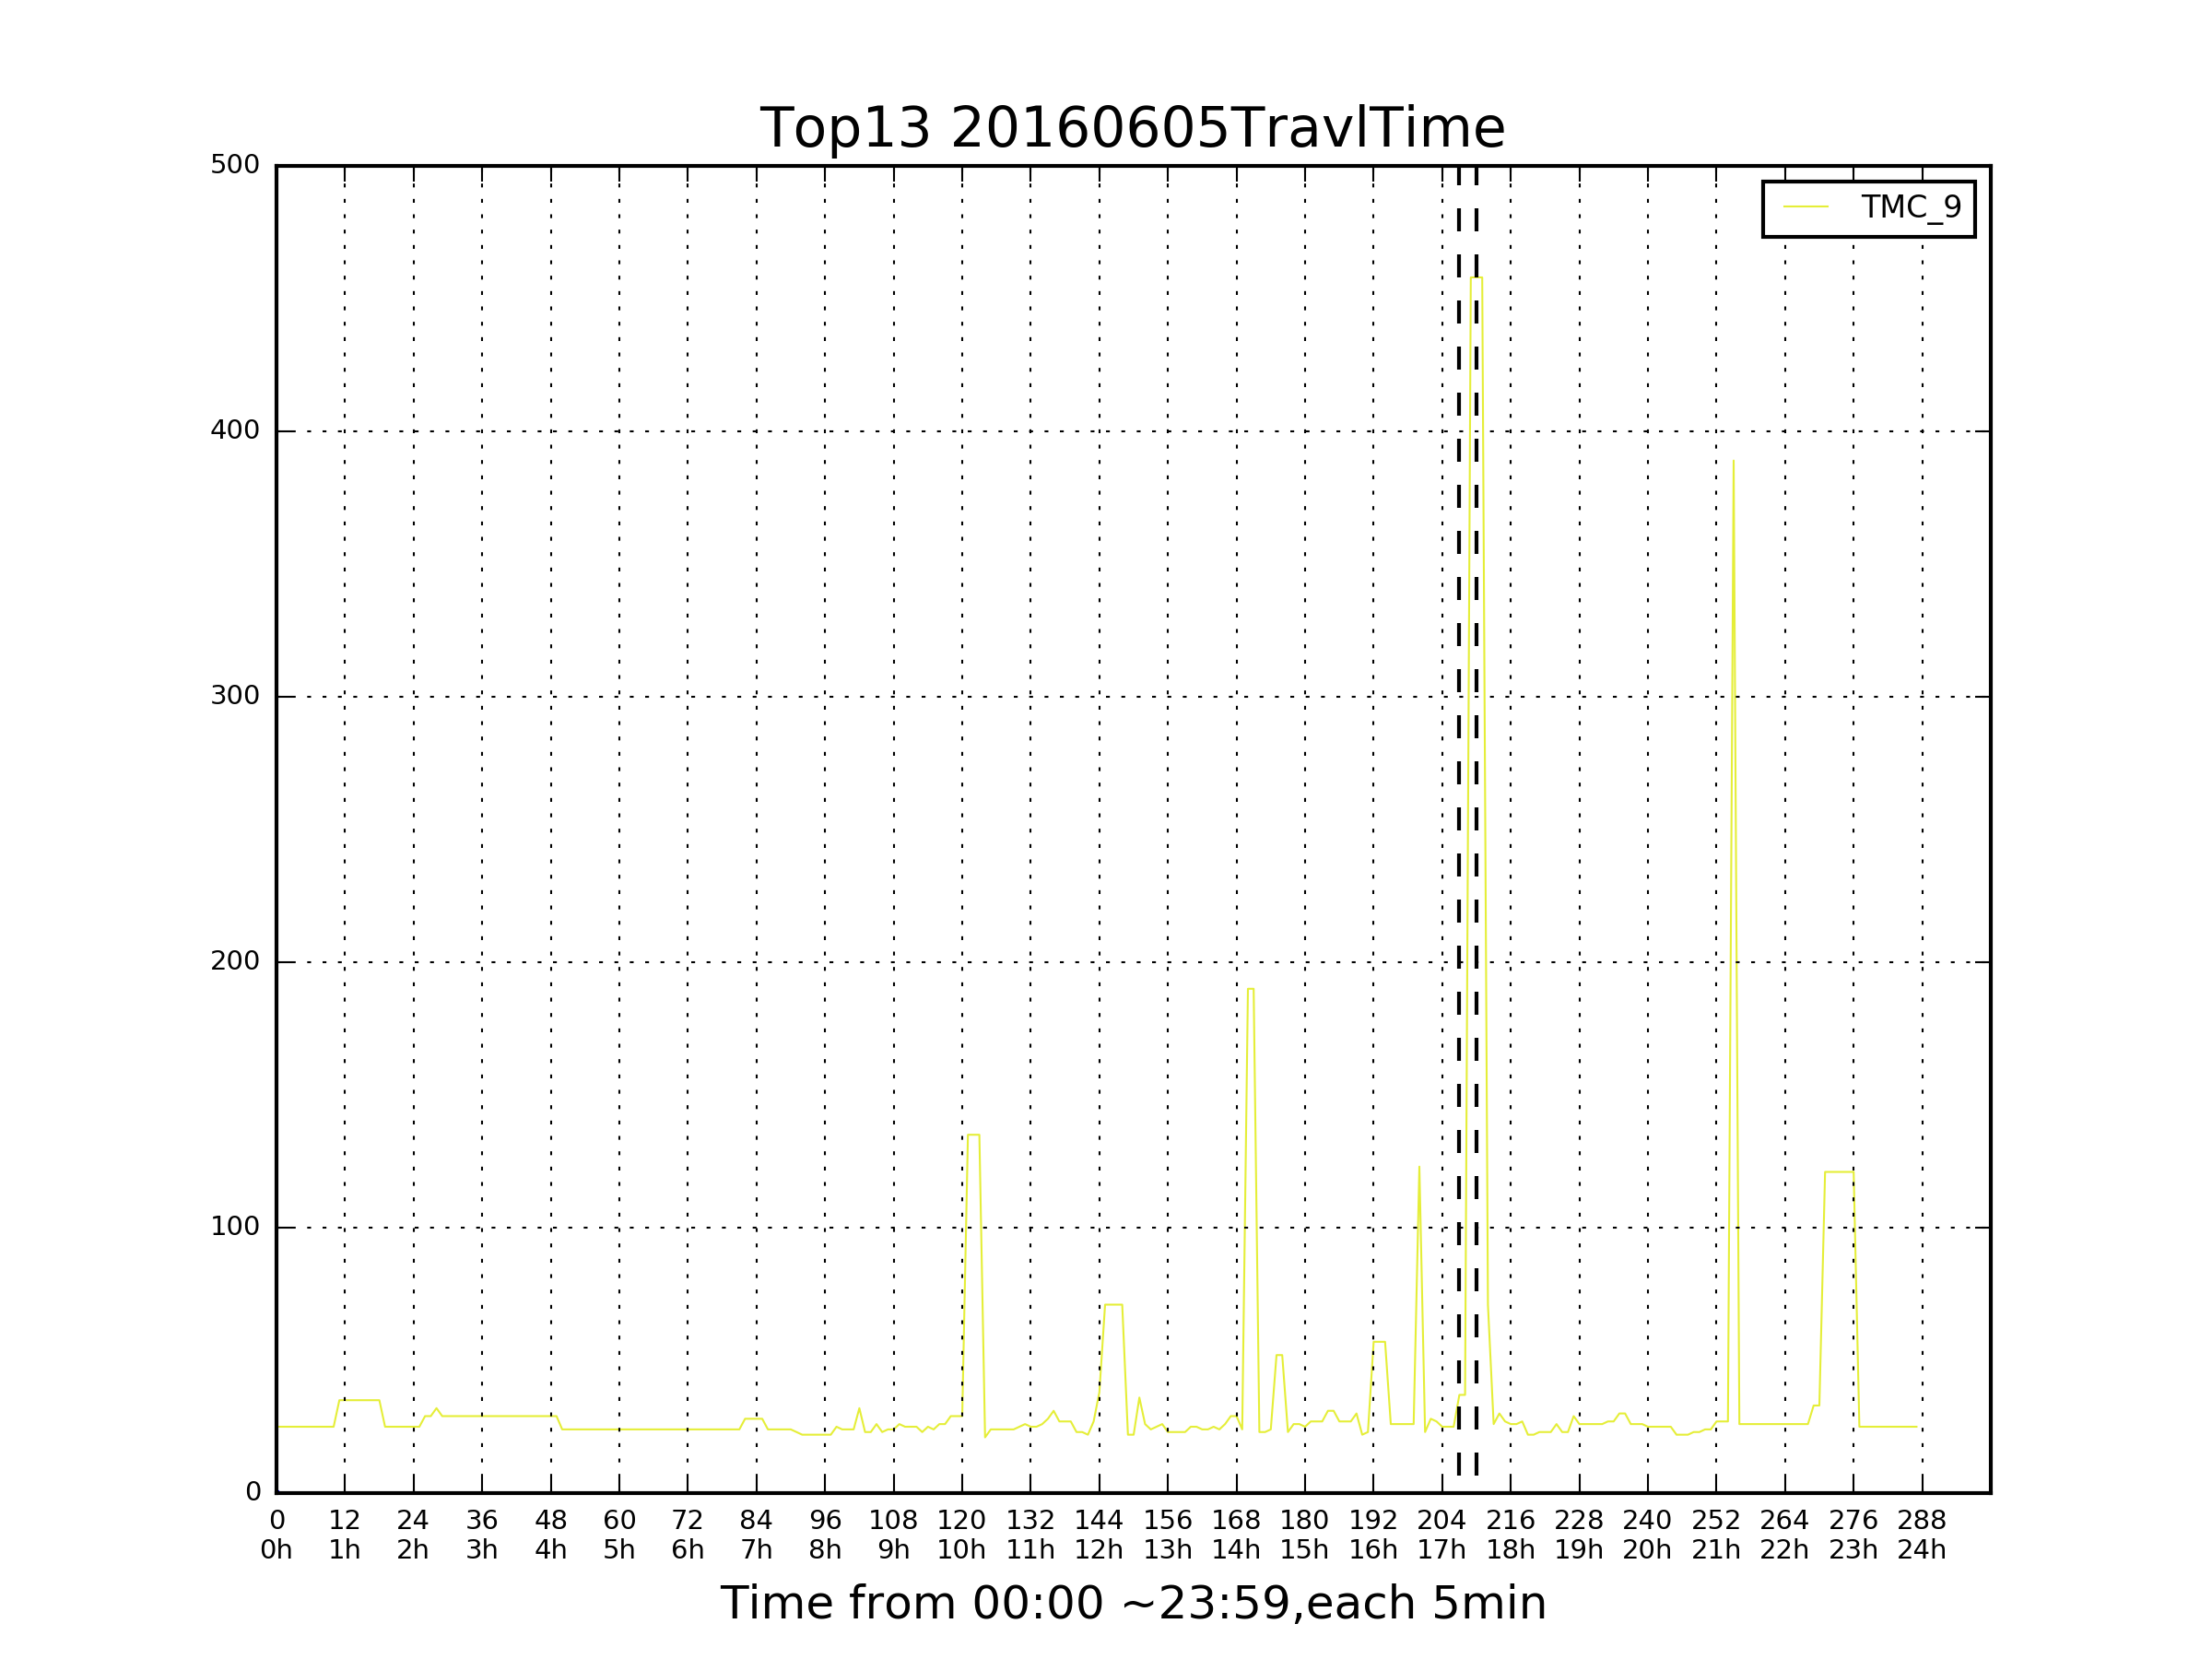 Top13 20160605TravlTime
TMC_9
500
400
300
200
100
0
0 12 24 36 48 60 72 84 96 108 120 132 144 156 168 180 192 204 216 228 240 252 264 276 288
0h 1h 2h 3h 4h 5h 6h 7h 8h 9h 10h 11h 12h 13h 14h 15h 16h 17h 18h 19h 20h 21h 22h 23h 24h
Time from 00:00 ~23:59,each 5min